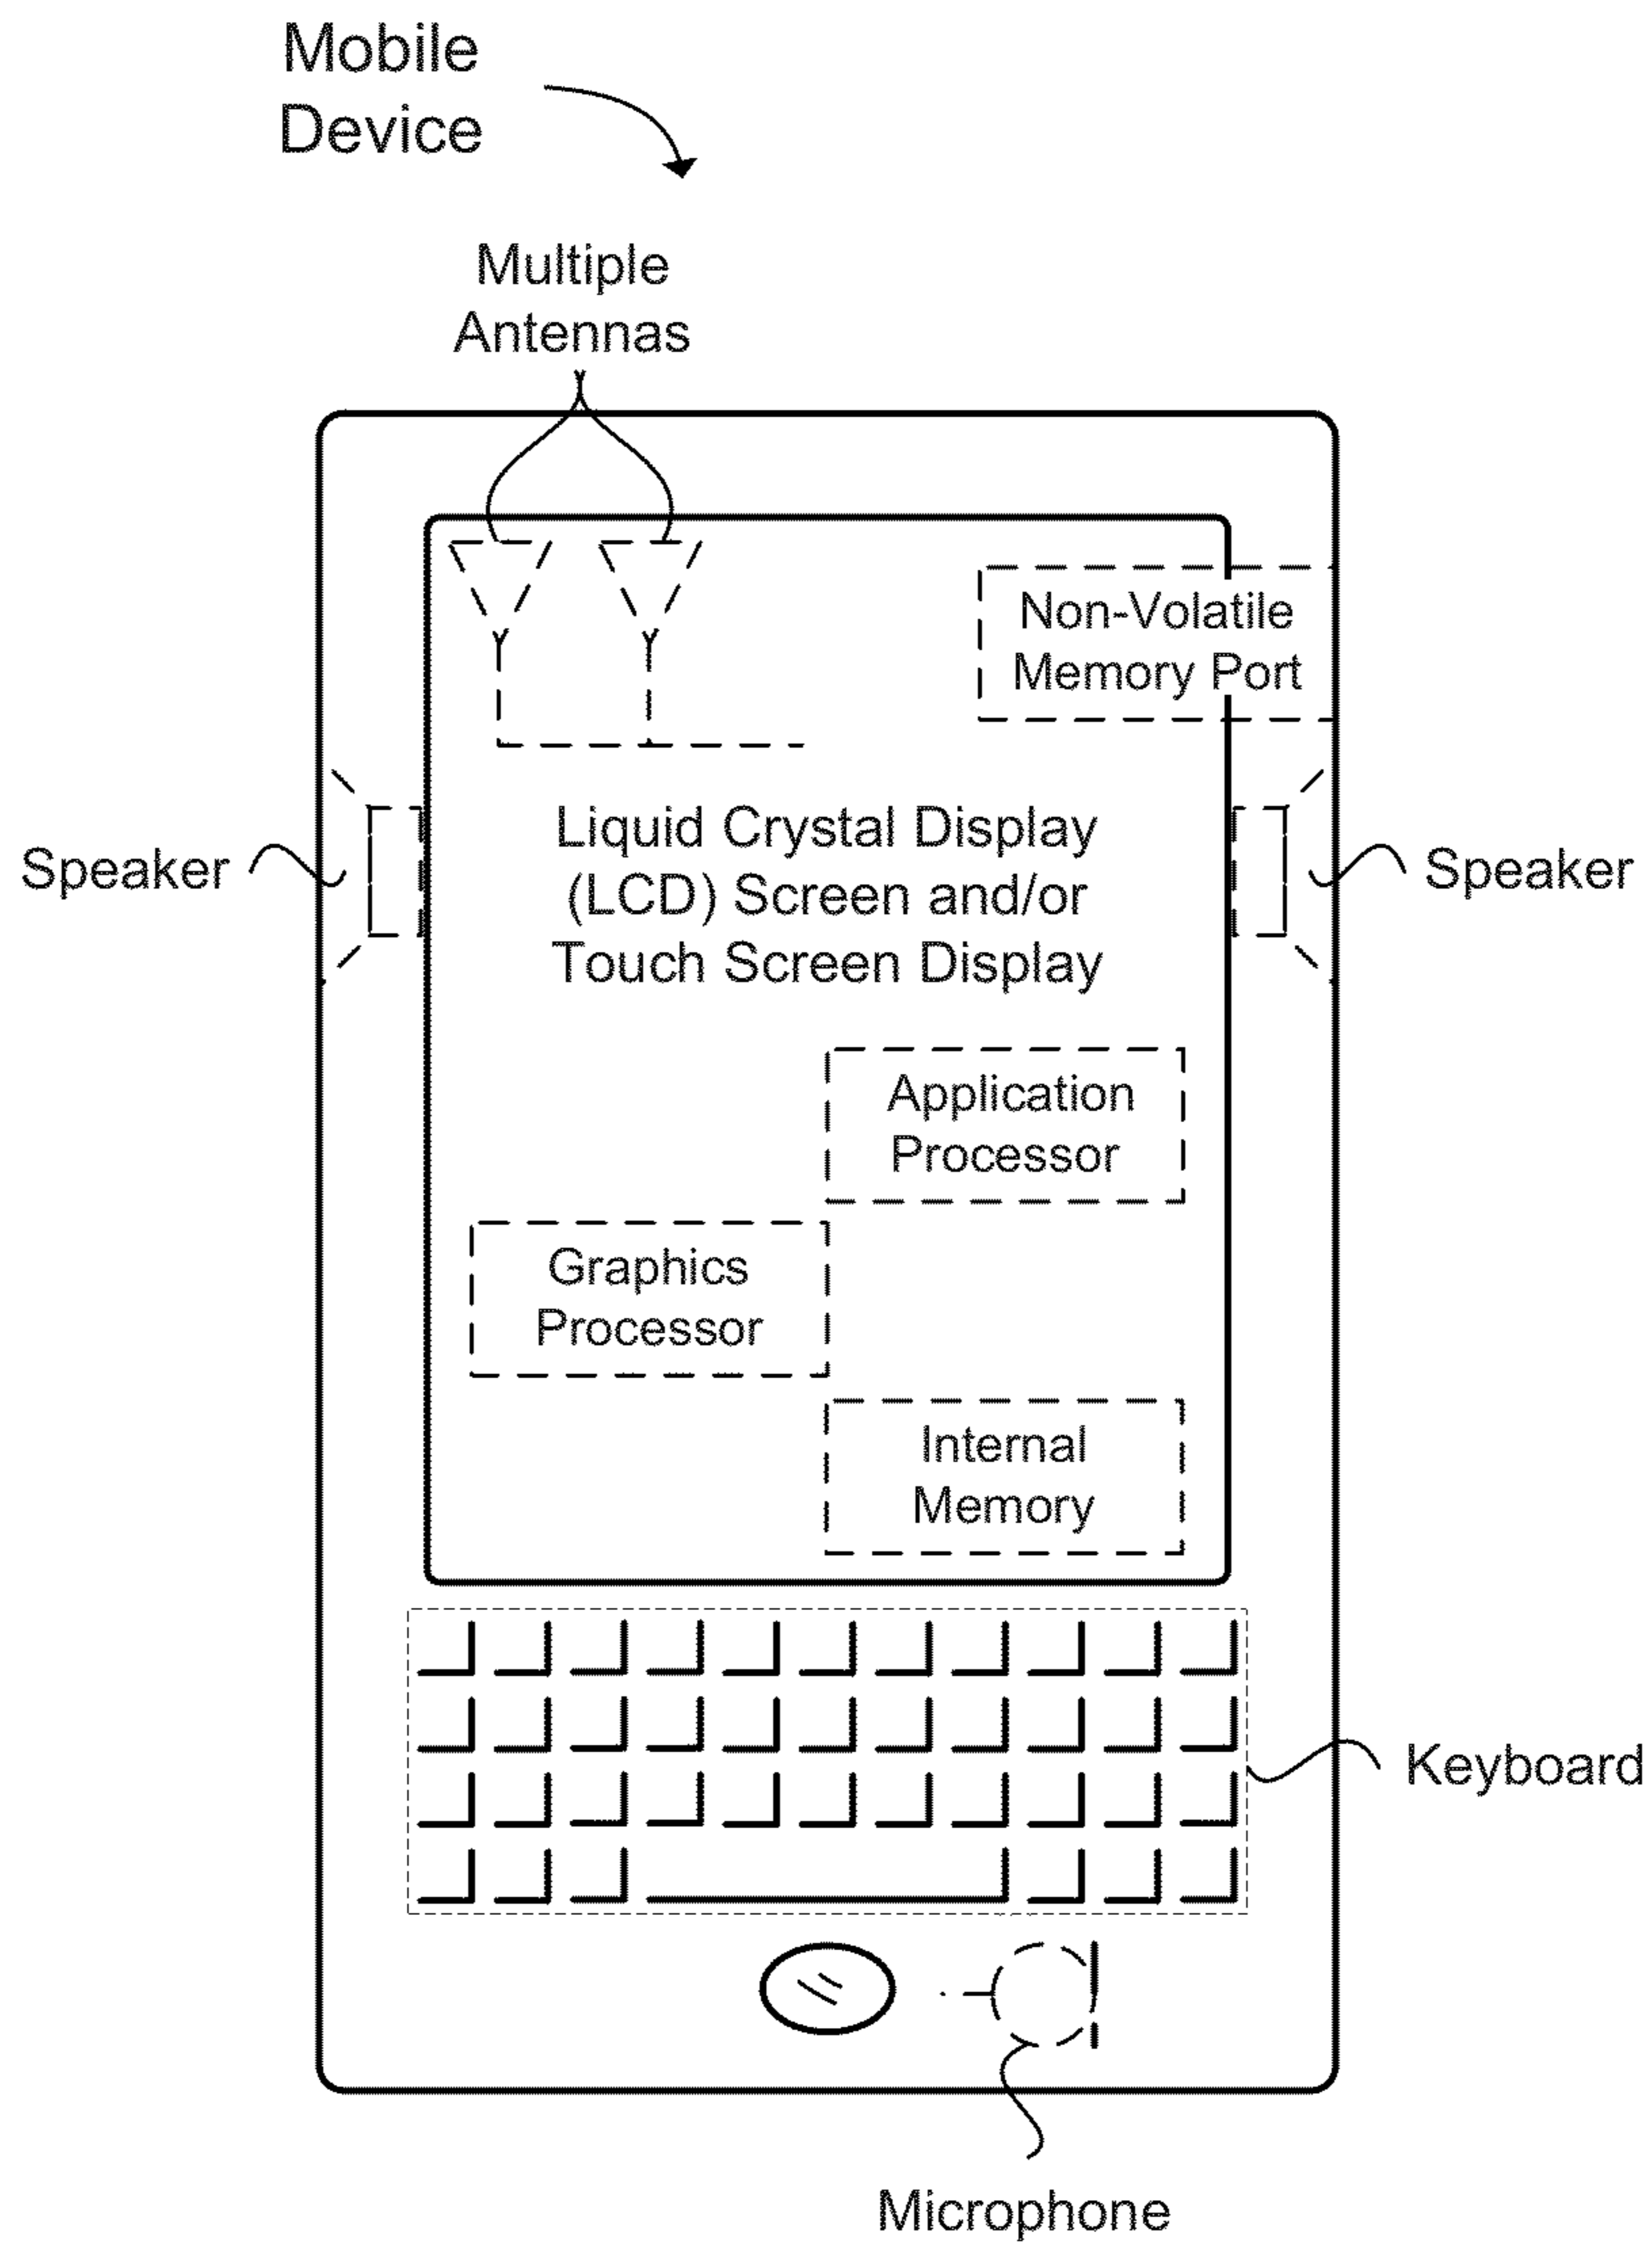 Mobile
Device
Multiple
Antennas
Non-Volatile
Memory Port
Liquid Crystal Display
(LCD) Screen and/or
Touch Screen Display
Speaker
Speaker
Application
Processor
Graphics
Processor
Internal
Memory
Keyboard
Microphone